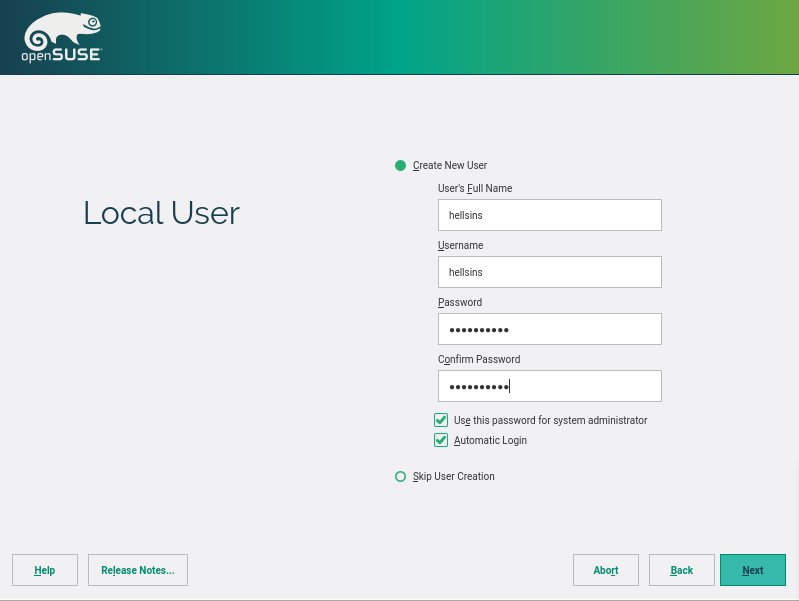 openSUSE
Local User
Create New User
User's Full Name
hellsins
Username
hellsins
Password
●●●●●●●●●●
Confirm Password
●●●●●●●●●●
Use this password for system administrator
Automatic Login
Skip User Creation
Help
Release Notes...
Abort
Back
Next